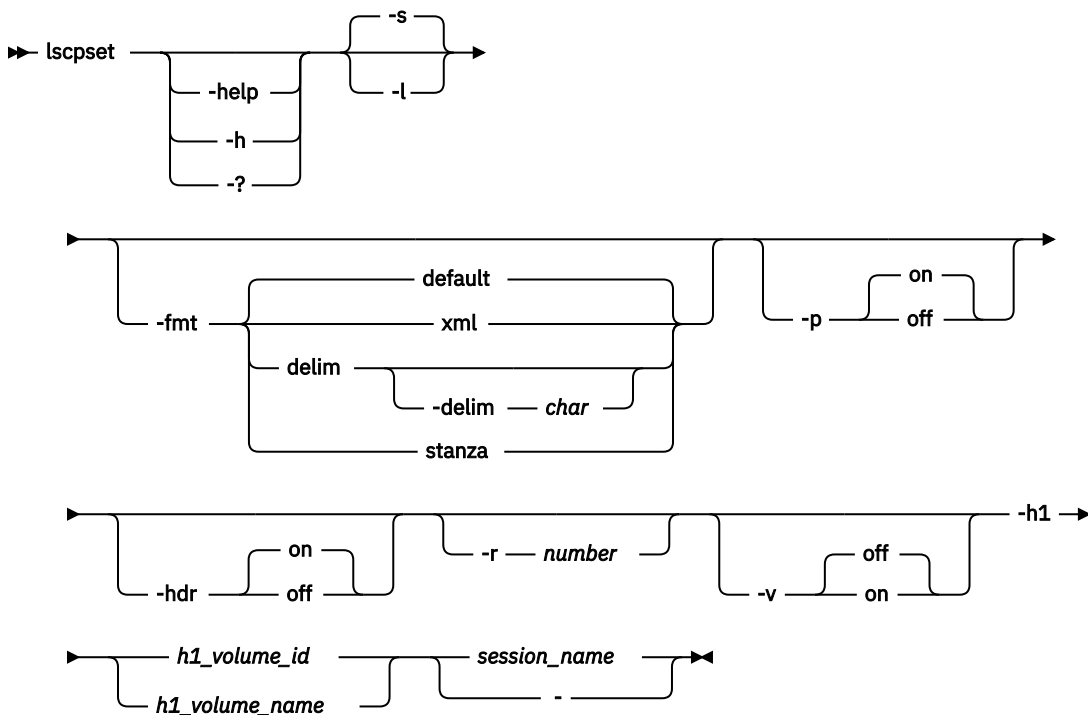 -s
lscpset
-help
-l
-h
-?
default
on
-fmt
xml
-p
off
delim
-delim char
stanza
-h1
on
-r number
off
-hdr
off
-v
on
h1_volume_id
session_name
h1_volume_name
-